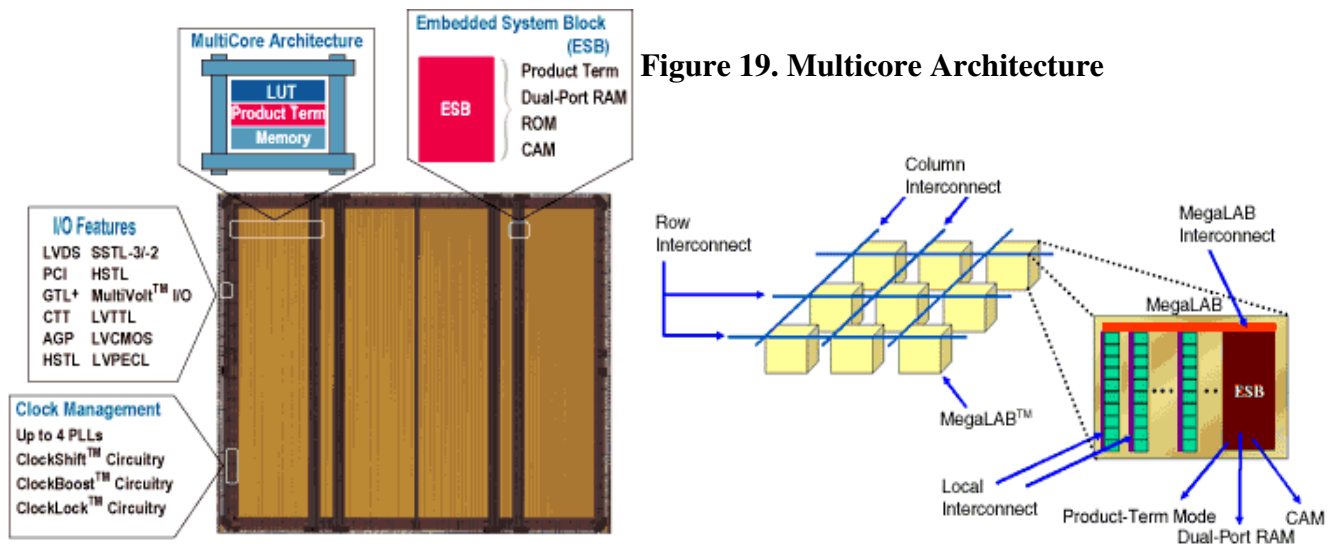 MultiCore Architecture
LUT
Product Term
Memory
Embedded System Block
(ESB)
ESB
Product Term
Dual-Port RAM
ROM
CAM
Figure 19. Multicore Architecture
I/O Features
LVDS SSTL-3/-2
PCI HSTL
GTL+ MultiVolt™ I/O
CTT LVTTL
AGP LVCMOS
HSTL LVPECL
Clock Management
Up to 4 PLLs
ClockShift™ Circuitry
ClockBoost™ Circuitry
ClockLock™ Circuitry
Column
Interconnect
Row
Interconnect
MegaLAB
Interconnect
MegaLAB
ESB
MegaLAB™
Local
Interconnect
Product-Term Mode
Dual-Port RAM
CAM